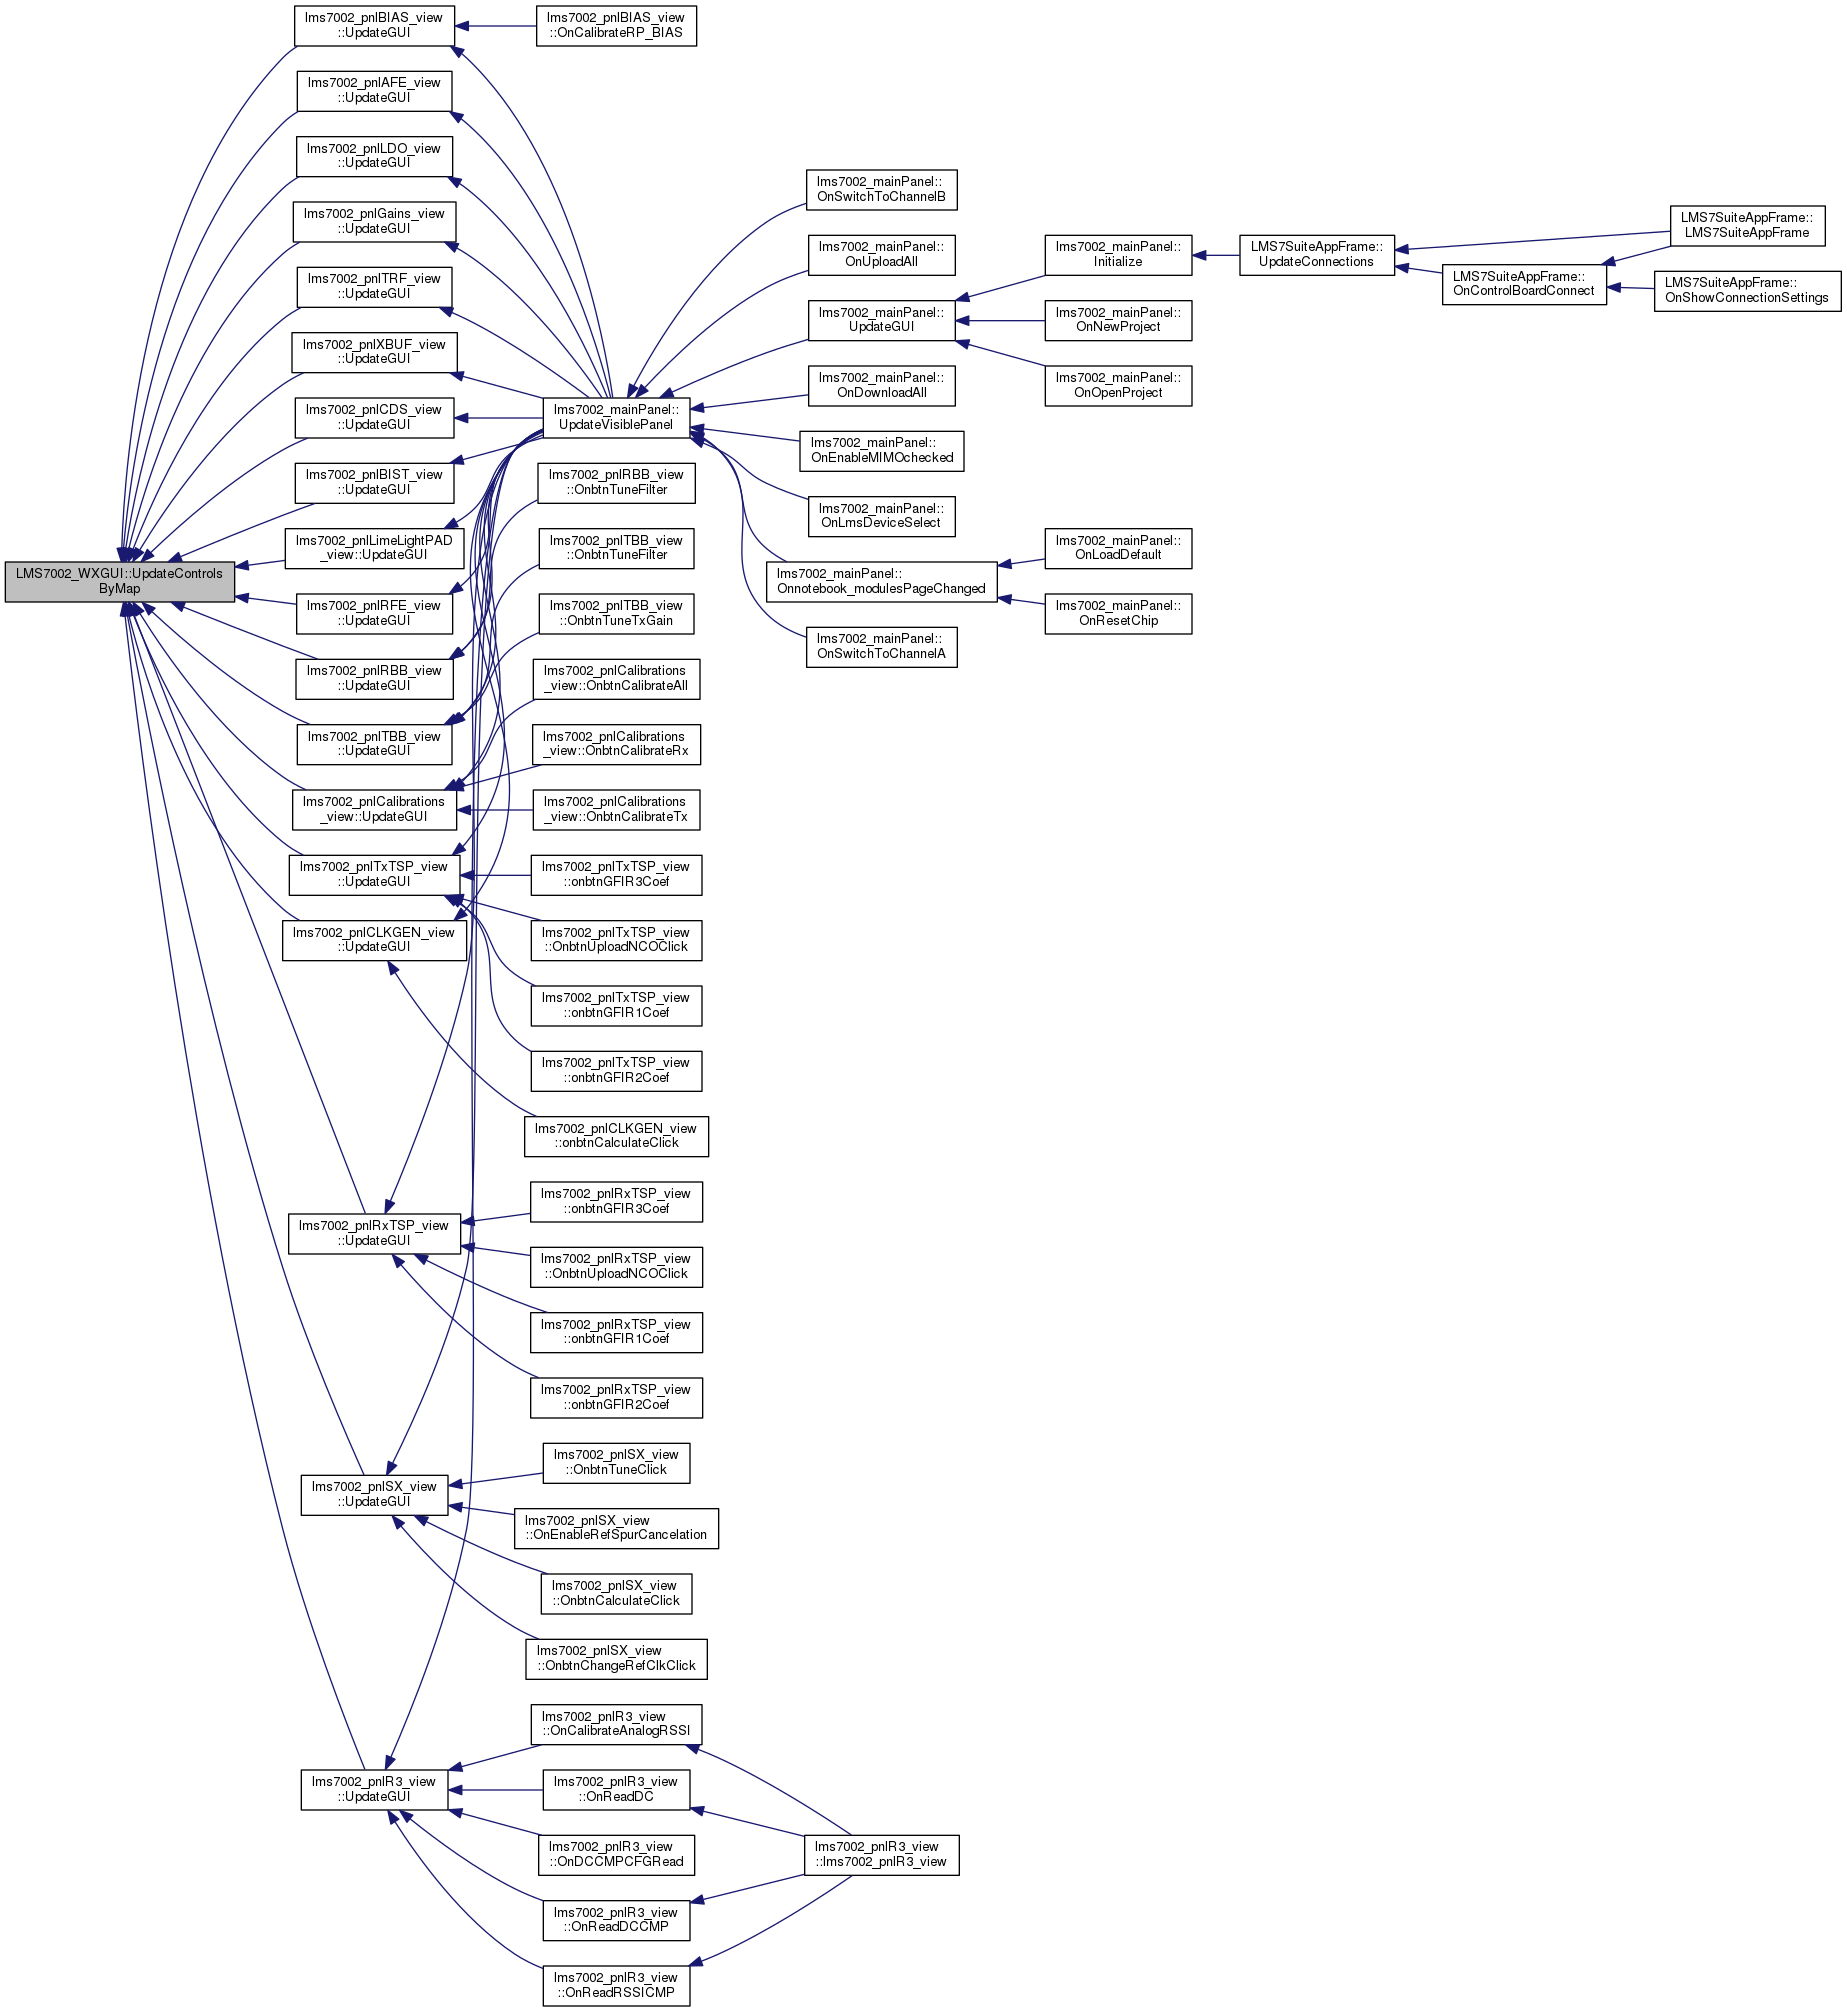 LMS7002_WXGUI::UpdateControls
ByMap
lms7002_pnlBIAS_view
::UpdateGUI
lms7002_pnlAFE_view
::UpdateGUI
lms7002_pnlLDO_view
::UpdateGUI
lms7002_pnlGains_view
::UpdateGUI
lms7002_pnlTRF_view
::UpdateGUI
lms7002_pnlXBUF_view
::UpdateGUI
lms7002_pnlCDS_view
::UpdateGUI
lms7002_pnlBIST_view
::UpdateGUI
lms7002_pnlLimeLightPAD
_view::UpdateGUI
lms7002_pnlRFE_view
::UpdateGUI
lms7002_pnlRBB_view
::UpdateGUI
lms7002_pnlTBB_view
::UpdateGUI
lms7002_pnlCalibrations
_view::UpdateGUI
lms7002_pnlTxTSP_view
::UpdateGUI
lms7002_pnlCLKGEN_view
::UpdateGUI
lms7002_pnlRxTSP_view
::UpdateGUI
lms7002_pnlSX_view
::UpdateGUI
lms7002_pnlR3_view
::UpdateGUI
lms7002_pnlBIAS_view
::OnCalibrateRP_BIAS
lms7002_mainPanel::
UpdateVisiblePanel
lms7002_pnlRBB_view
::OnbtnTuneFilter
lms7002_pnlTBB_view
::OnbtnTuneFilter
lms7002_pnlTBB_view
::OnbtnTuneTxGain
lms7002_pnlCalibrations
_view::OnbtnCalibrateAll
lms7002_pnlCalibrations
_view::OnbtnCalibrateRx
lms7002_pnlCalibrations
_view::OnbtnCalibrateTx
lms7002_pnlTxTSP_view
::onbtnGFIR3Coef
lms7002_pnlTxTSP_view
::OnbtnUploadNCOClick
lms7002_pnlTxTSP_view
::onbtnGFIR1Coef
lms7002_pnlTxTSP_view
::onbtnGFIR2Coef
lms7002_pnlCLKGEN_view
::onbtnCalculateClick
lms7002_pnlRxTSP_view
::onbtnGFIR3Coef
lms7002_pnlRxTSP_view
::OnbtnUploadNCOClick
lms7002_pnlRxTSP_view
::onbtnGFIR1Coef
lms7002_pnlRxTSP_view
::onbtnGFIR2Coef
lms7002_pnlSX_view
::OnbtnTuneClick
lms7002_pnlSX_view
::OnEnableRefSpurCancelation
lms7002_pnlSX_view
::OnbtnCalculateClick
lms7002_pnlSX_view
::OnbtnChangeRefClkClick
lms7002_pnlR3_view
::OnCalibrateAnalogRSSI
lms7002_pnlR3_view
::OnReadDC
lms7002_pnlR3_view
::OnDCCMPCFGRead
lms7002_pnlR3_view
::OnReadDCCMP
lms7002_pnlR3_view
::OnReadRSSICMP
lms7002_mainPanel::
OnSwitchToChannelB
lms7002_mainPanel::
OnUploadAll
lms7002_mainPanel::
UpdateGUI
lms7002_mainPanel::
OnDownloadAll
lms7002_mainPanel::
OnEnableMIMOchecked
lms7002_mainPanel::
OnLmsDeviceSelect
lms7002_mainPanel::
Onnotebook_modulesPageChanged
lms7002_mainPanel::
OnSwitchToChannelA
lms7002_pnlR3_view
::lms7002_pnlR3_view
lms7002_mainPanel::
Initialize
lms7002_mainPanel::
OnNewProject
lms7002_mainPanel::
OnOpenProject
lms7002_mainPanel::
OnLoadDefault
lms7002_mainPanel::
OnResetChip
LMS7SuiteAppFrame::
UpdateConnections
LMS7SuiteAppFrame::
OnControlBoardConnect
LMS7SuiteAppFrame::
LMS7SuiteAppFrame
LMS7SuiteAppFrame::
OnShowConnectionSettings